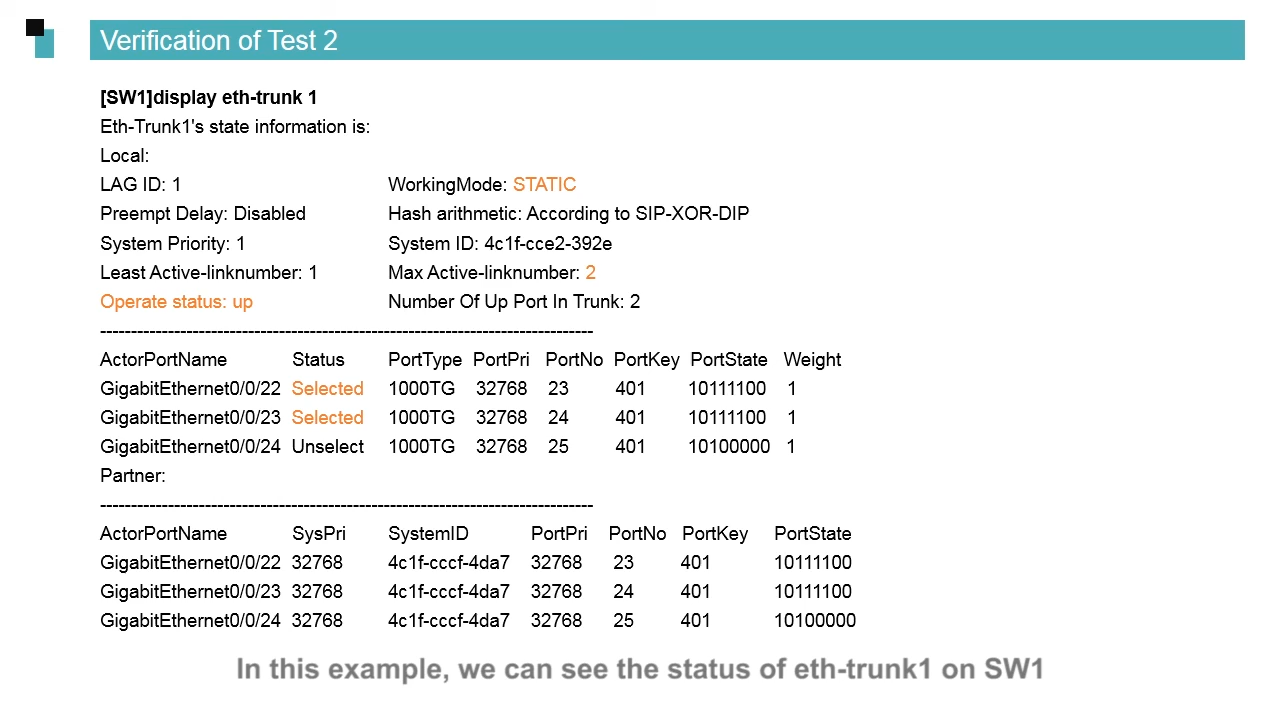 Verification of Test 2
[SW1]display eth-trunk 1
Eth-Trunk1's state information is:
Local:
LAG ID: 1 WorkingMode: STATIC
Preempt Delay: Disabled Hash arithmetic: According to SIP-XOR-DIP
System Priority: 1 System ID: 4c1f-cce2-392e
Least Active-linknumber: 1 Max Active-linknumber: 2
Operate status: up Number Of Up Port In Trunk: 2
--------------------------------------------------------------------------------
ActorPortName Status PortType PortPri PortNo PortKey PortState Weight
GigabitEthernet0/0/22 Selected 1000TG 32768 23 401 10111100 1
GigabitEthernet0/0/23 Selected 1000TG 32768 24 401 10111100 1
GigabitEthernet0/0/24 Unselect 1000TG 32768 25 401 10100000 1
Partner:
--------------------------------------------------------------------------------
ActorPortName SysPri SystemID PortPri PortNo PortKey PortState
GigabitEthernet0/0/22 32768 4c1f-cccf-4da7 32768 23 401 10111100
GigabitEthernet0/0/23 32768 4c1f-cccf-4da7 32768 24 401 10111100
GigabitEthernet0/0/24 32768 4c1f-cccf-4da7 32768 25 401 10100000
In this example, we can see the status of eth-trunk1 on SW1